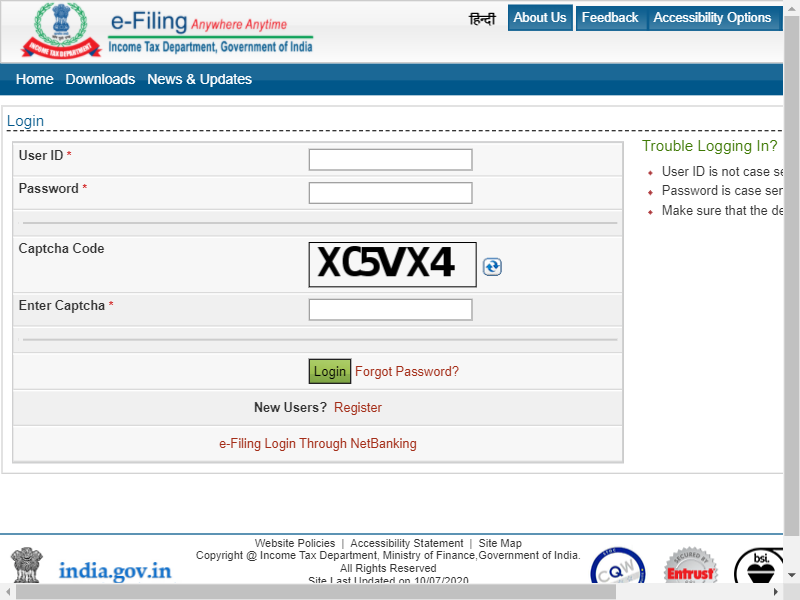 e-Filing Anywhere Anytime
Income Tax Department, Government of India
INCOME TAX DEPARTMENT
हिन्दी About Us Feedback Accessibility Options
Home Downloads News & Updates
Login
Trouble Logging In?
User ID *
User ID is not case se
Password *
Password is case ser
Make sure that the de
Captcha Code
XC5VX4
Enter Captcha *
Login Forgot Password?
New Users? Register
e-Filing Login Through NetBanking
Website Policies | Accessibility Statement | Site Map
Copyright @ Income Tax Department, Ministry of Finance,Government of India.
All Rights Reserved
Site Last Updated on 10/07/2020
india.gov.in
CQW
SECURED BY
Entrust
bsi.